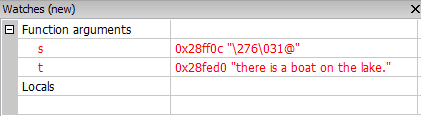 Watches (new)
Function arguments
s 0x28ff0c "\276\031@"
t 0x28fed0 "there is a boat on the lake."
Locals